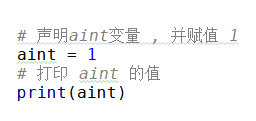 # 声明aint变量 , 并赋值 1
aint = 1
# 打印 aint 的值
print(aint)